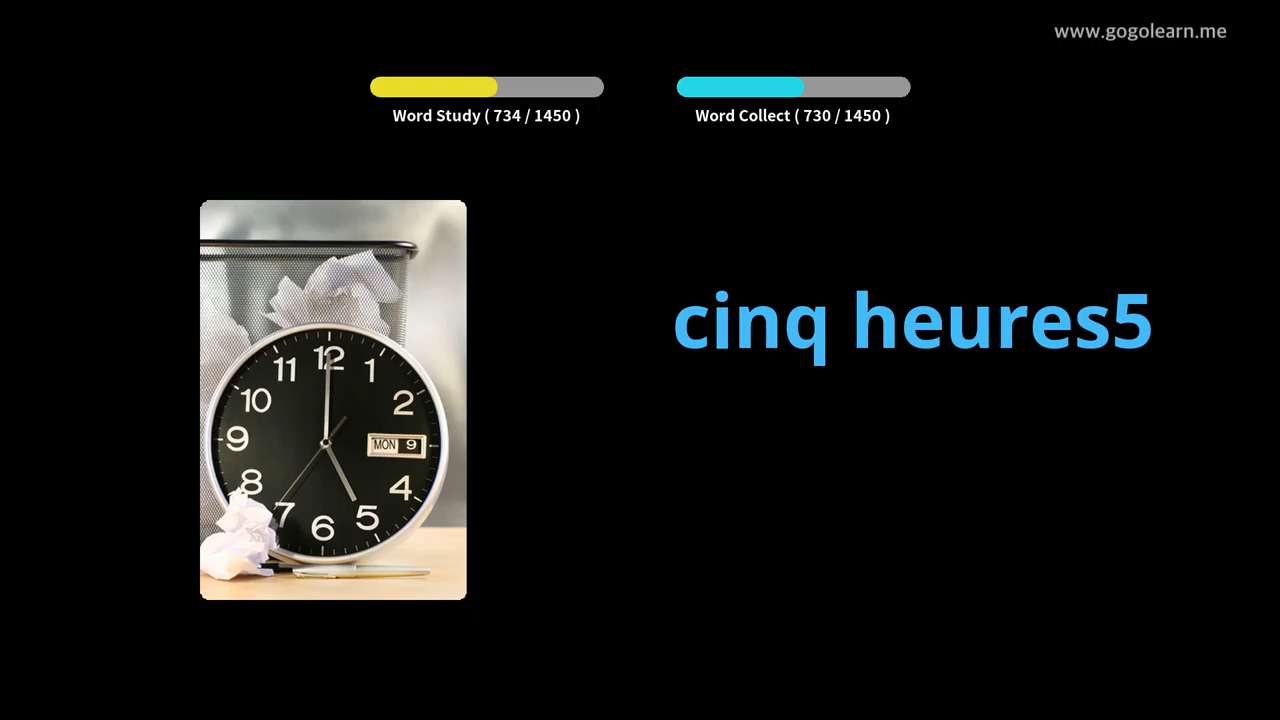 www.gogolearn.me
Word Study ( 734 / 1450 )
Word Collect ( 730 / 1450 )
cinq heures5
12
11
1
10
2
9
MON 9
8
4
7
5
6